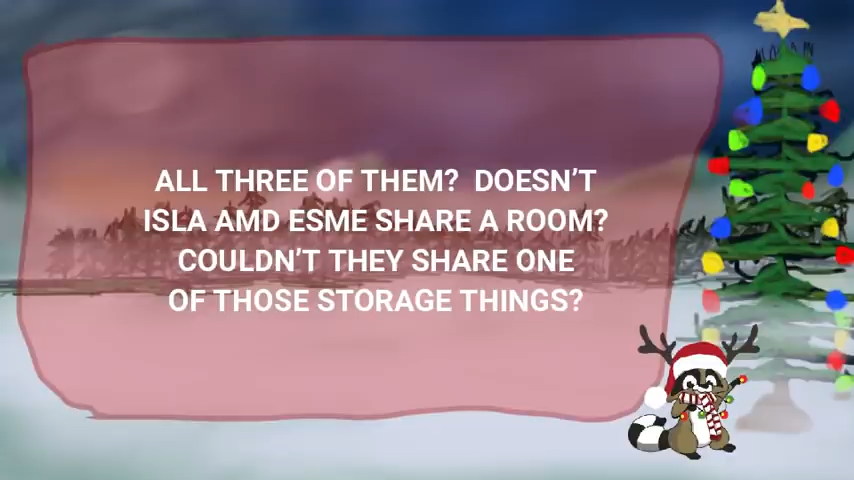 ALL THREE OF THEM?  DOESN'T
ISLA AMD ESME SHARE A ROOM?
COULDN'T THEY SHARE ONE
OF THOSE STORAGE THINGS?